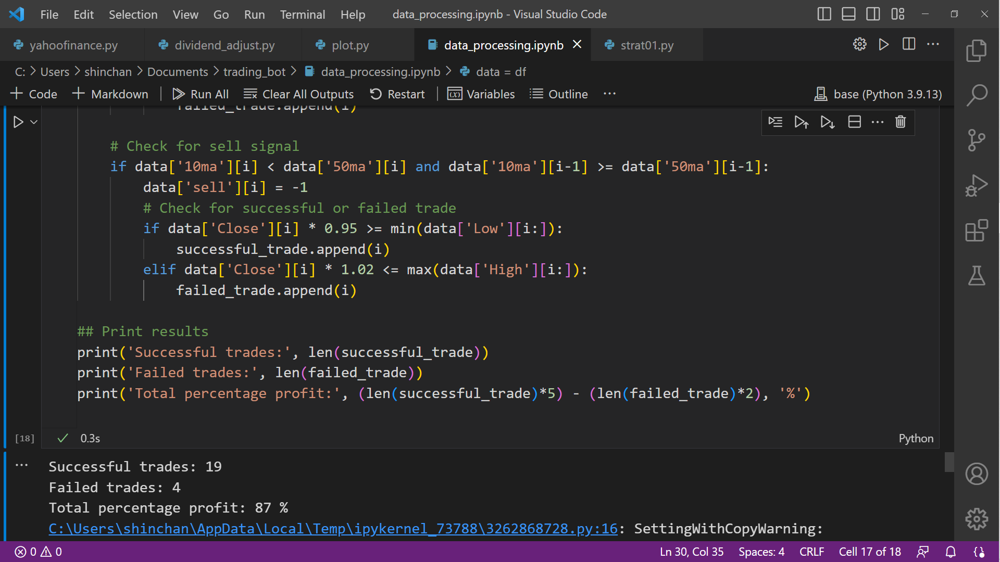 File Edit Selection View Go Run Terminal Help data_processing.ipynb - Visual Studio Code
yahoofinance.py dividend_adjust.py plot.py data_processing.ipynb strat01.py
C: > Users > shinchan > Documents > trading_bot > data_processing.ipynb > data = df
+ Code + Markdown | Run All Clear All Outputs Restart | Variables Outline ... base (Python 3.9.13)
failed_trade.append(i)
# Check for sell signal
if data['10ma'][i] < data['50ma'][i] and data['10ma'][i-1] >= data['50ma'][i-1]:
data['sell'][i] = -1
# Check for successful or failed trade
if data['Close'][i] * 0.95 >= min(data['Low'][i:]):
successful_trade.append(i)
elif data['Close'][i] * 1.02 <= max(data['High'][i:]):
failed_trade.append(i)
## Print results
print('Successful trades:', len(successful_trade))
print('Failed trades:', len(failed_trade))
print('Total percentage profit:', (len(successful_trade)*5) - (len(failed_trade)*2), '%')
[18] 0.3s Python
Successful trades: 19
Failed trades: 4
Total percentage profit: 87 %
C:\Users\shinchan\AppData\Local\Temp\ipykernel_73788\3262868728.py:16: SettingWithCopyWarning:
0 0 Ln 30, Col 35 Spaces: 4 CRLF Cell 17 of 18